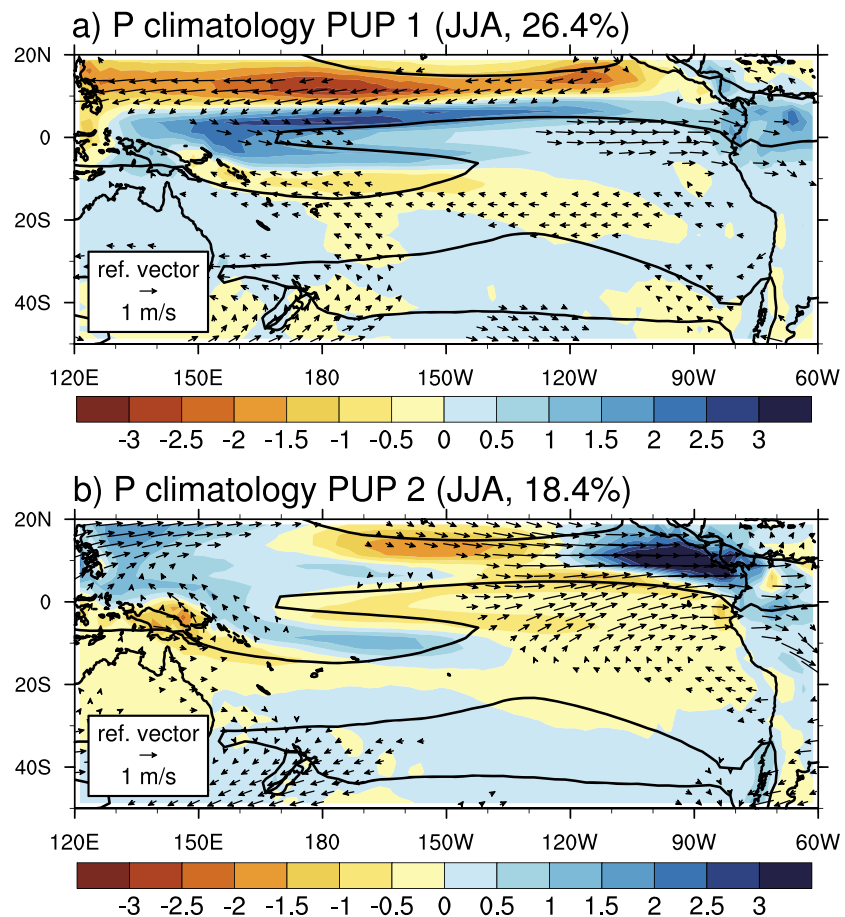 a) P climatology PUP 1 (JJA, 26.4%)
20N
0
20S
40S
ref. vector
1 m/s
120E 150E 180 150W 120W 90W 60W
-3 -2.5 -2 -1.5 -1 -0.5 0 0.5 1 1.5 2 2.5 3
b) P climatology PUP 2 (JJA, 18.4%)
20N
0
20S
40S
ref. vector
1 m/s
120E 150E 180 150W 120W 90W 60W
-3 -2.5 -2 -1.5 -1 -0.5 0 0.5 1 1.5 2 2.5 3